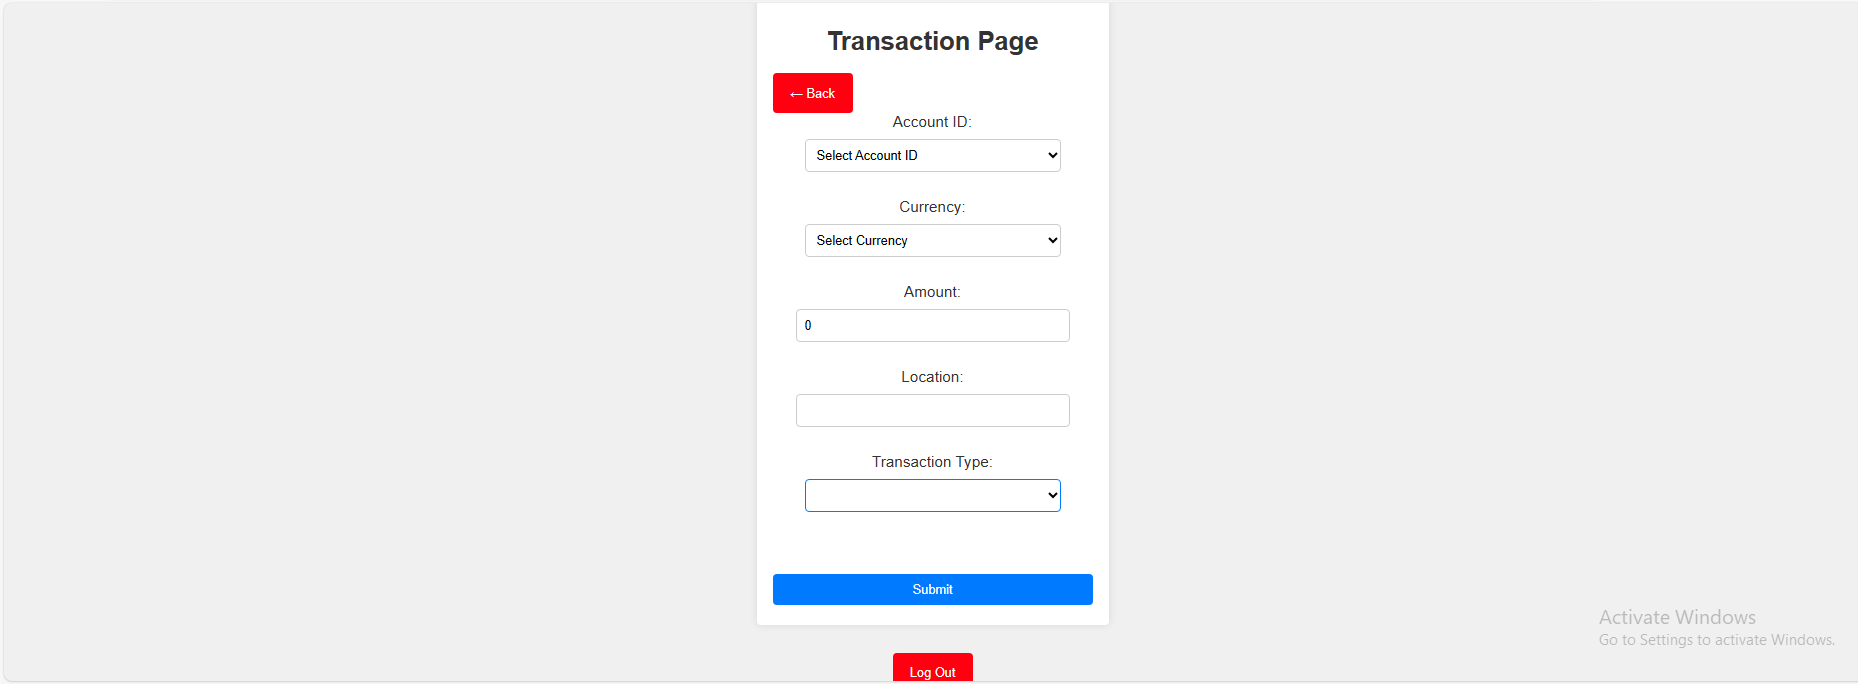 Transaction Page
← Back
Account ID:
Select Account ID
Currency:
Select Currency
Amount:
0
Location:
Transaction Type:
Submit
Log Out
Activate Windows
Go to Settings to activate Windows.